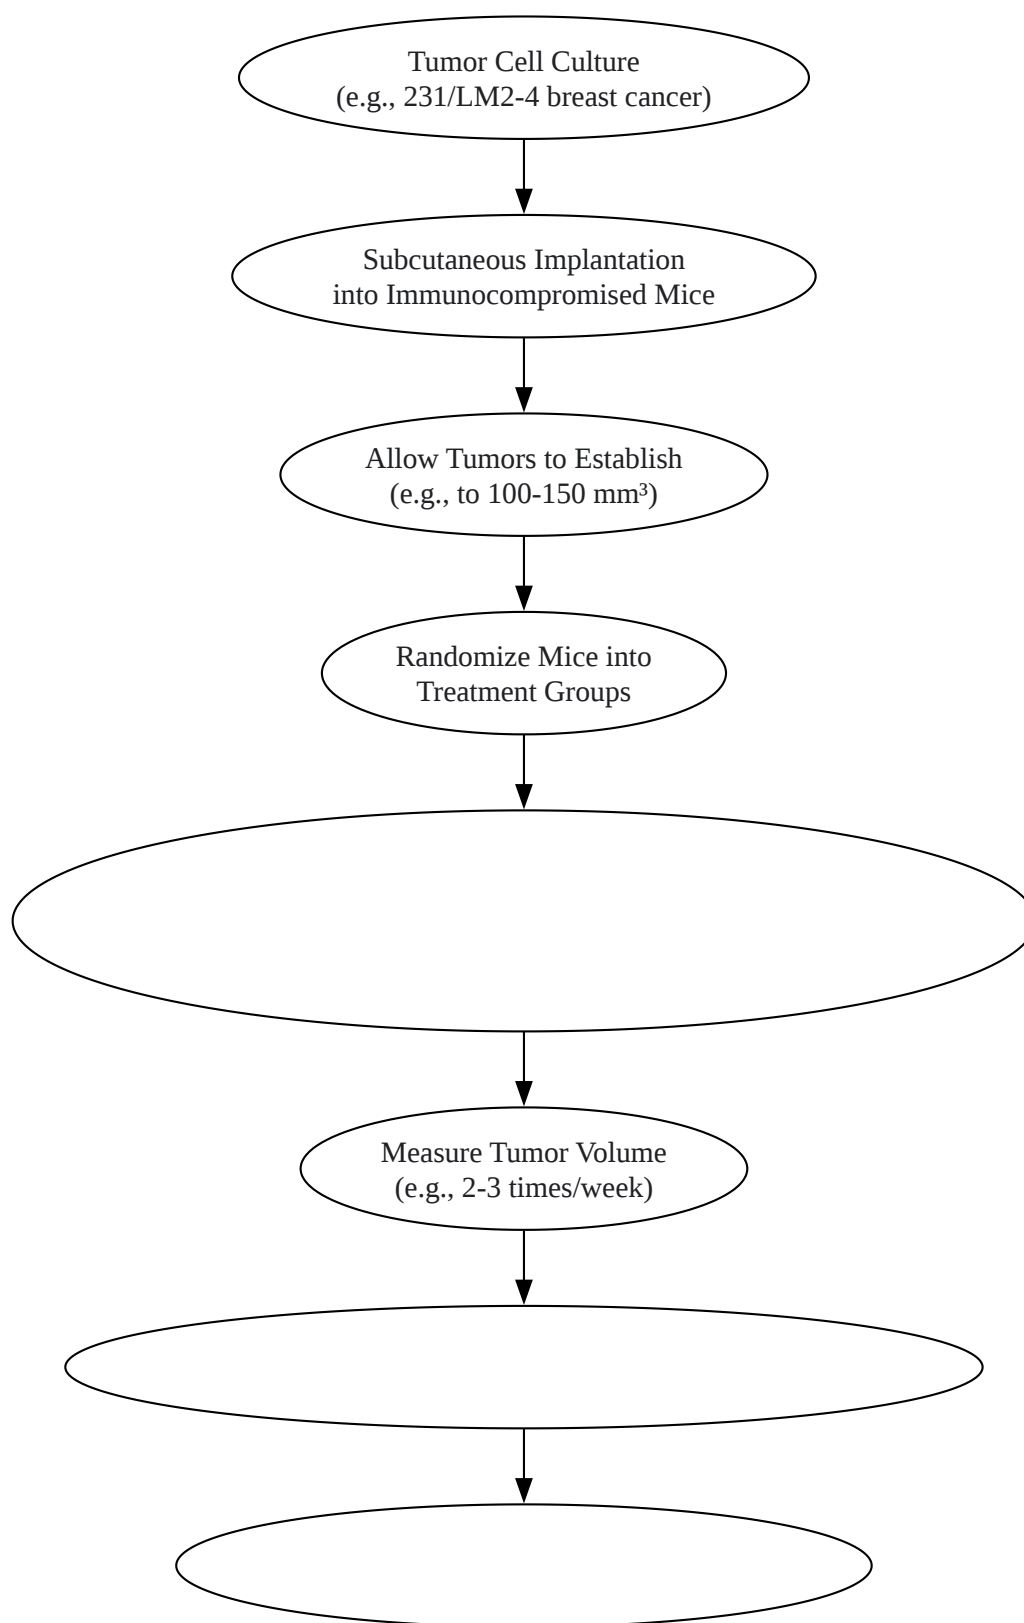 Tumor Cell Culture
(e.g., 231/LM2-4 breast cancer)
Subcutaneous Implantation
into Immunocompromised Mice
Allow Tumors to Establish
(e.g., to 100-150 mm³)
Randomize Mice into
Treatment Groups
Measure Tumor Volume
(e.g., 2-3 times/week)